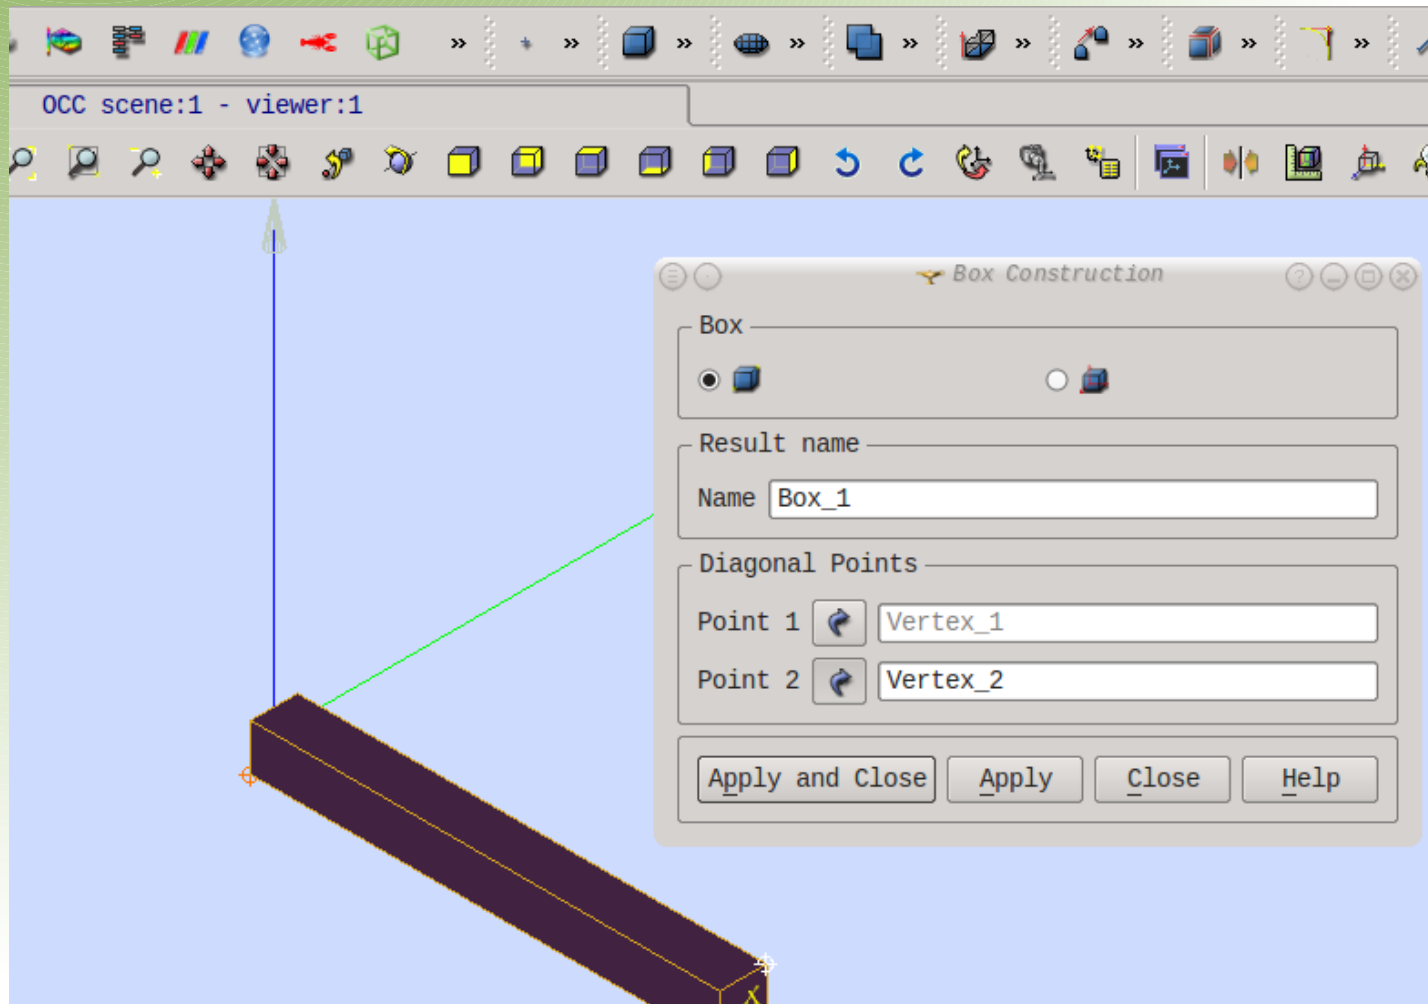 OCC scene:1 - viewer:1
Box Construction
Box
Result name
Name Box_1
Diagonal Points
Point 1 Vertex_1
Point 2 Vertex_2
Apply and Close Apply Close Help
X